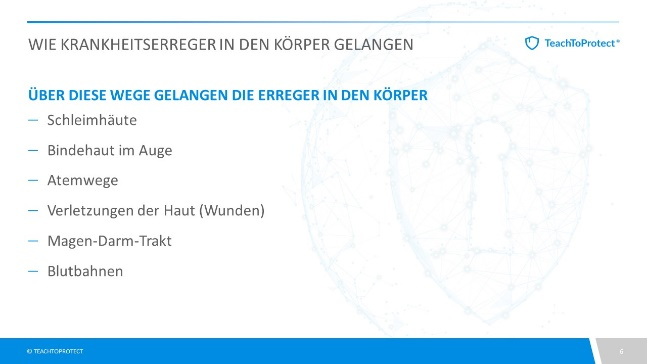 WIE KRANKHEITSERREGER IN DEN KÖRPER GELANGEN
TeachToProtect®
ÜBER DIESE WEGE GELANGEN DIE ERREGER IN DEN KÖRPER
– Schleimhäute
– Bindehaut im Auge
– Atemwege
– Verletzungen der Haut (Wunden)
– Magen-Darm-Trakt
– Blutbahnen
© TEACHTOPROTECT
6